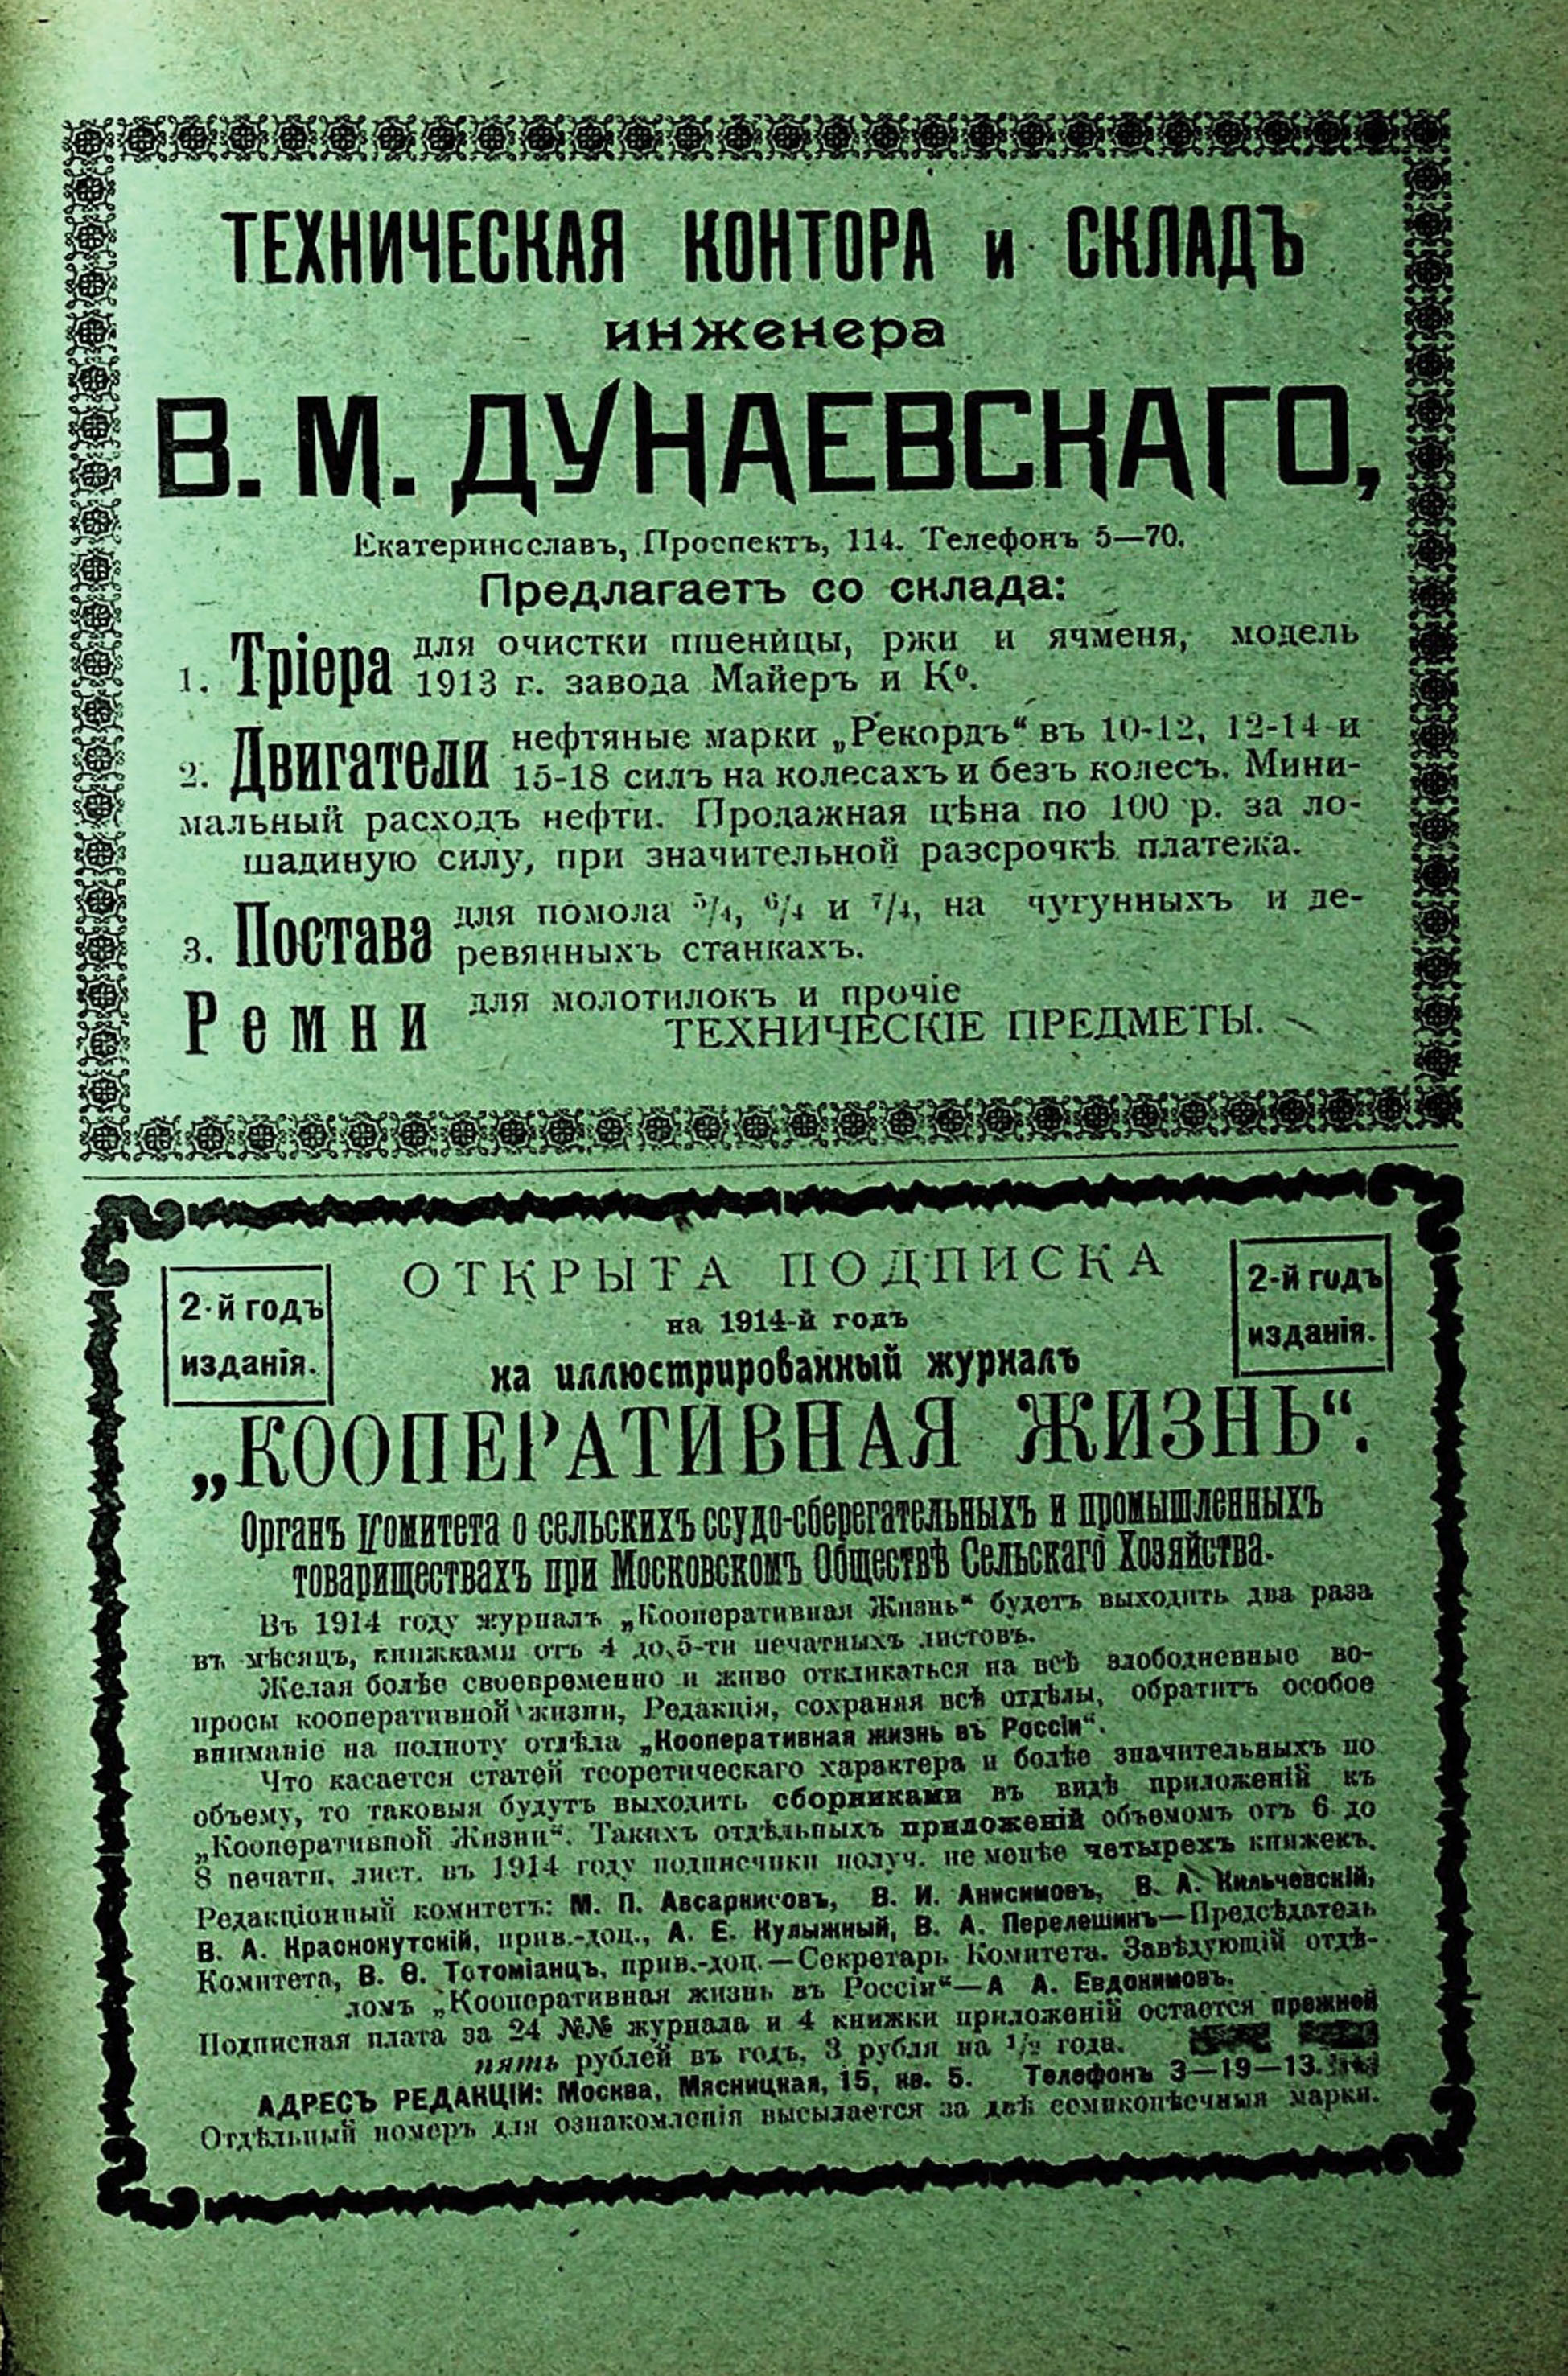 ТЕХНИЧЕСКАЯ КОНТОРА и СКЛАДЪ
инженера
В. М. ДУНАЕВСКАГО,
Екатеринославъ, Проспектъ, 114. Телефонъ 5—70.
Предлагаетъ со склада:
1. Тріера для очистки пшеницы, ржи и ячменя, модель
1913 г. завода Майеръ и Ко.
2. Двигатели нефтяные марки „Рекордъ“ въ 10-12, 12-14 и
15-18 силъ на колесахъ и безъ колесъ. Мини-
мальный расходъ нефти. Продажная цѣна по 100 р. за ло-
шадиную силу, при значительной разсрочкѣ платежа.
3. Постава для помола 5/4, 6/4 и 7/4, на чугунныхъ и де-
ревянныхъ станкахъ.
Ремни для молотилокъ и прочіе
ТЕХНИЧЕСКІЕ ПРЕДМЕТЫ.
2-й годъ
изданія.
ОТКРЫТА ПОДПИСКА
2-й годъ
изданія.
на 1914-й годъ
на иллюстрированный журналъ
„КООПЕРАТИВНАЯ ЖИЗНЬ“.
Органъ Комитета о сельскихъ ссудо-сберегательныхъ и промышленныхъ
товариществахъ при Московскомъ Обществѣ Сельскаго Хозяйства.
Въ 1914 году журналъ „Кооперативная Жизнь“ будетъ выходить два раза
въ мѣсяцъ, книжками отъ 4 до 5-ти печатныхъ листовъ.
Желая болѣе своевременно и живо откликаться на всѣ злободневные во-
просы кооперативной жизни, Редакція, сохраняя всѣ отдѣлы, обратитъ особое
вниманіе на полноту отдѣла „Кооперативная жизнь въ Россіи“.
Что касается статей теоретическаго характера и болѣе значительныхъ по
объему, то таковыя будутъ выходить сборниками въ видѣ приложеній къ
„Кооперативной Жизни“. Такихъ отдѣльныхъ приложеній объемомъ отъ 6 до
8 печатн. лист. въ 1914 году подписчики получ. не менѣе четырехъ книжекъ.
Редакціонный комитетъ: М. П. Авсаркисовъ, В. И. Анисимовъ, В. А. Кильчевскій,
В. А. Краснокутскій, прив.-доц., А. Е. Кулыжный, В. А. Перелешинъ—Предсѣдатель
Комитета, В. Ѳ. Тотоміанцъ, прив.-доц.—Секретарь Комитета. Завѣдующій отдѣ-
ломъ „Кооперативная жизнь въ Россіи“—А А. Евдокимовъ.
Подписная плата за 24 №№ журнала и 4 книжки приложеній остается прежней
пять рублей въ годъ, 3 рубля на 1/2 года.
АДРЕСЪ РЕДАКЦІИ: Москва, Мясницкая, 15, кв. 5. Телефонъ 3—19—13.
Отдѣльный номеръ для ознакомленія высылается за двѣ семикопѣечныя марки.